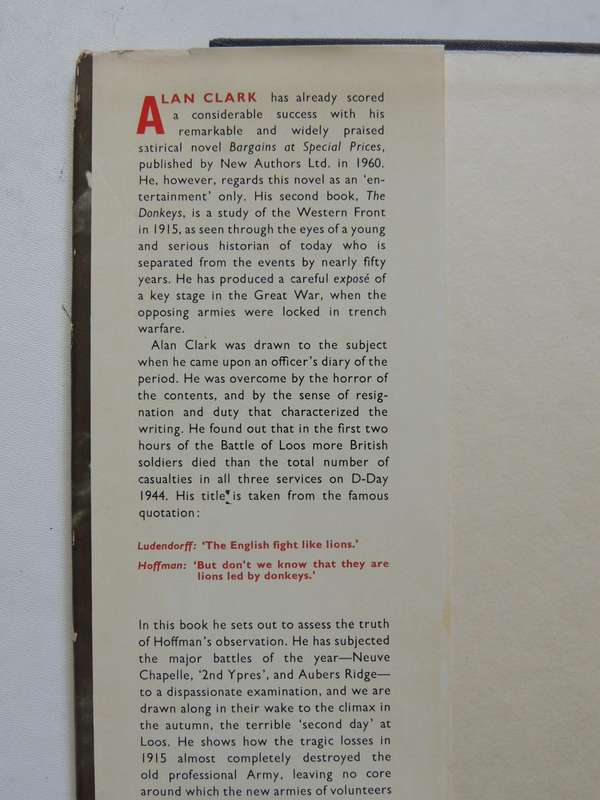 ALAN CLARK has already scored
a considerable success with his
remarkable and widely praised
satirical novel Bargains at Special Prices,
published by New Authors Ltd. in 1960.
He, however, regards this novel as an ‘en-
tertainment’ only. His second book, The
Donkeys, is a study of the Western Front
in 1915, as seen through the eyes of a young
and serious historian of today who is
separated from the events by nearly fifty
years. He has produced a careful exposé of
a key stage in the Great War, when the
opposing armies were locked in trench
warfare.
Alan Clark was drawn to the subject
when he came upon an officer’s diary of the
period. He was overcome by the horror of
the contents, and by the sense of resig-
nation and duty that characterized the
writing. He found out that in the first two
hours of the Battle of Loos more British
soldiers died than the total number of
casualties in all three services on D-Day
1944. His title is taken from the famous
quotation:
Ludendorff: ‘The English fight like lions.’
Hoffman: ‘But don’t we know that they are
lions led by donkeys.’
In this book he sets out to assess the truth
of Hoffman’s observation. He has subjected
the major battles of the year—Neuve
Chapelle, ‘2nd Ypres’, and Aubers Ridge—
to a dispassionate examination, and we are
drawn along in their wake to the climax in
the autumn, the terrible ‘second day’ at
Loos. He shows how the tragic losses in
1915 almost completely destroyed the
old professional Army, leaving no core
around which the new armies of volunteers